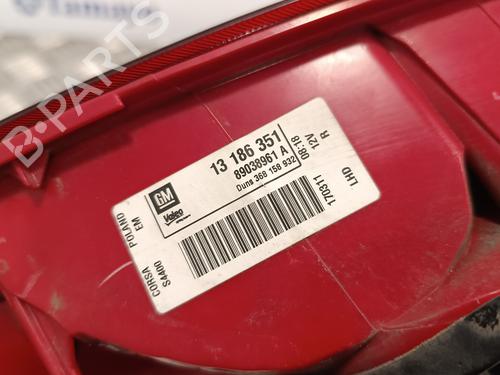 B-PARTS
GM
Valeo
13 186 351
89038961 A
Duns 368 158 932
R
12V
08:18
LHD
170311
EM
POLAND
CORSA
S4400